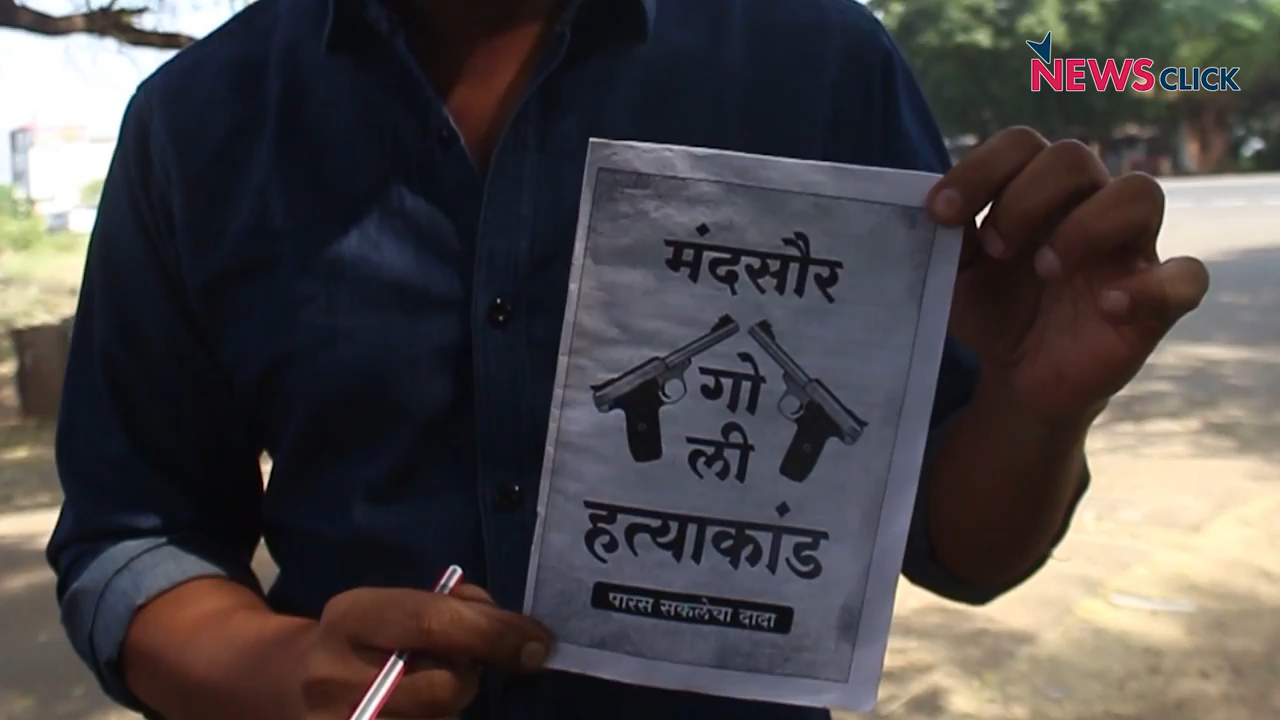 NEWSCLICK
मंदसौर
गो
ली
हत्याकांड
पारस सकलेचा दादा